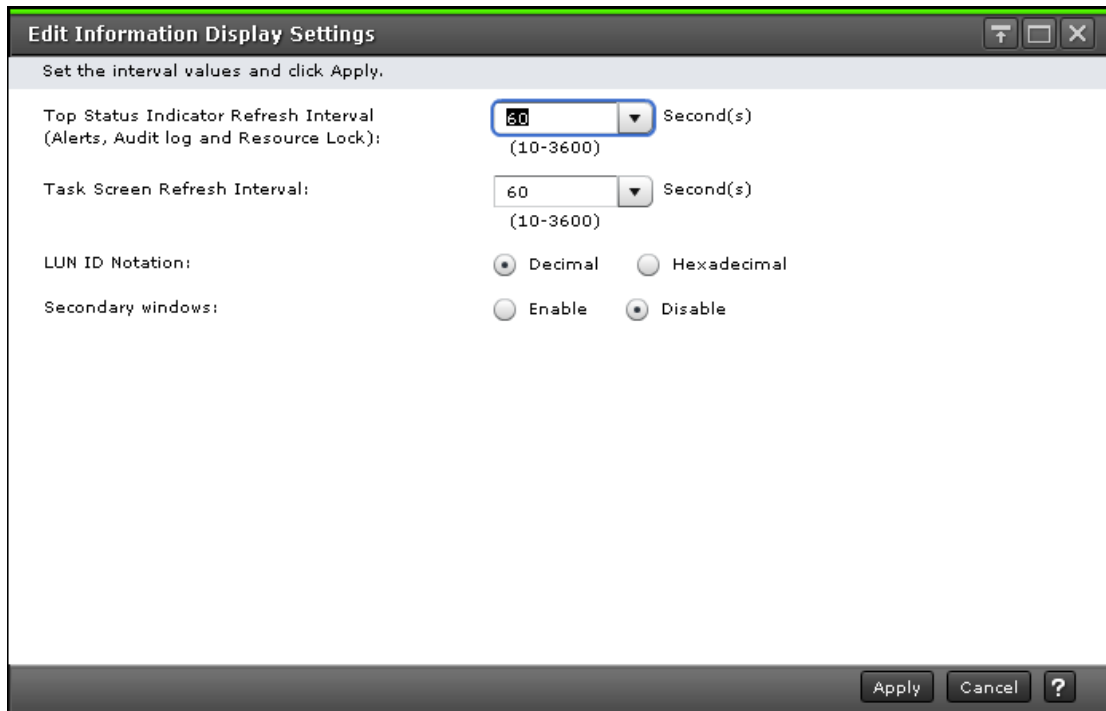 Edit Information Display Settings
Set the interval values and click Apply.
Top Status Indicator Refresh Interval
(Alerts, Audit log and Resource Lock):
60 Second(s)
(10-3600)
Task Screen Refresh Interval: 60 Second(s)
(10-3600)
LUN ID Notation: Decimal Hexadecimal
Secondary windows: Enable Disable
Apply Cancel ?